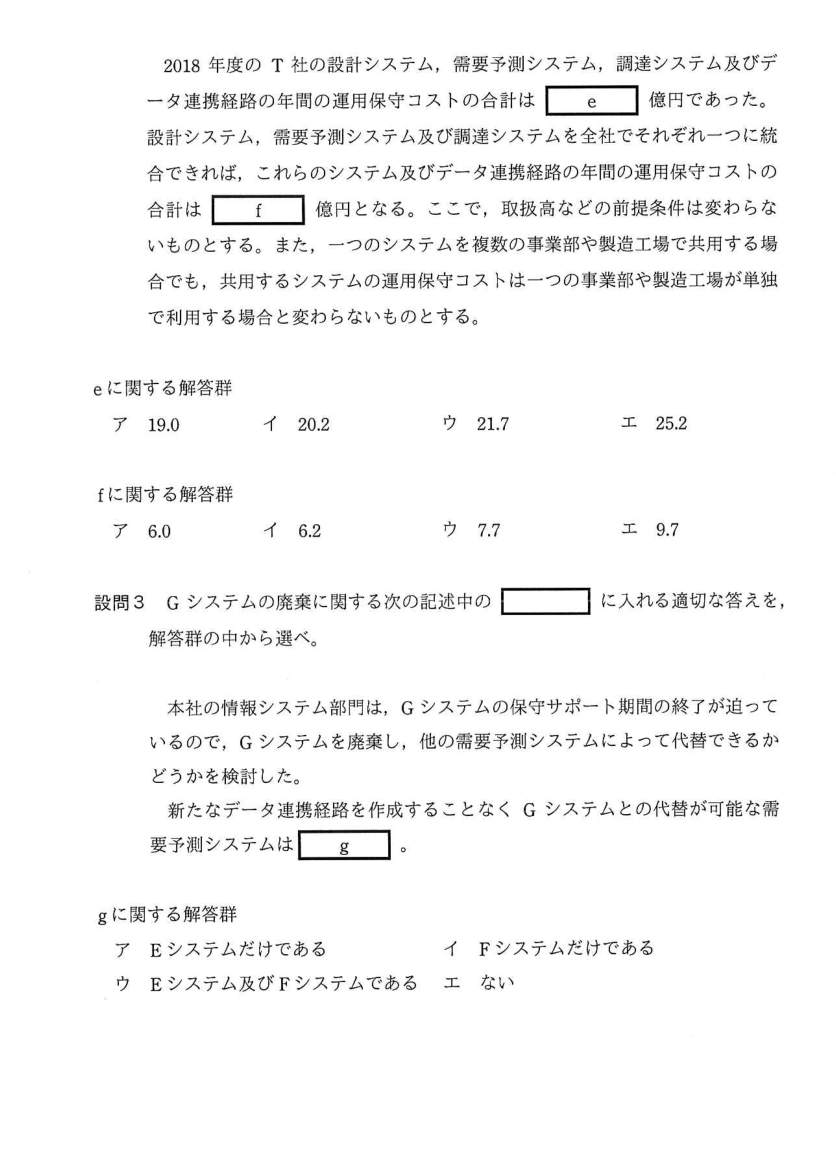 2018 年度の T 社の設計システム，需要予測システム，調達システム及びデ
ータ連携経路の年間の運用保守コストの合計は e 億円であった。
設計システム，需要予測システム及び調達システムを全社でそれぞれ一つに統
合できれば，これらのシステム及びデータ連携経路の年間の運用保守コストの
合計は f 億円となる。ここで，取扱高などの前提条件は変わらな
いものとする。また，一つのシステムを複数の事業部や製造工場で共用する場
合でも，共用するシステムの運用保守コストは一つの事業部や製造工場が単独
で利用する場合と変わらないものとする。
e に関する解答群
ア 19.0 イ 20.2 ウ 21.7 エ 25.2
f に関する解答群
ア 6.0 イ 6.2 ウ 7.7 エ 9.7
設問３ G システムの廃棄に関する次の記述中の に入れる適切な答えを，
解答群の中から選べ。
本社の情報システム部門は，G システムの保守サポート期間の終了が迫って
いるので，G システムを廃棄し，他の需要予測システムによって代替できるか
どうかを検討した。
新たなデータ連携経路を作成することなく G システムとの代替が可能な需
要予測システムは g 。
g に関する解答群
ア E システムだけである イ F システムだけである
ウ E システム及び F システムである エ ない